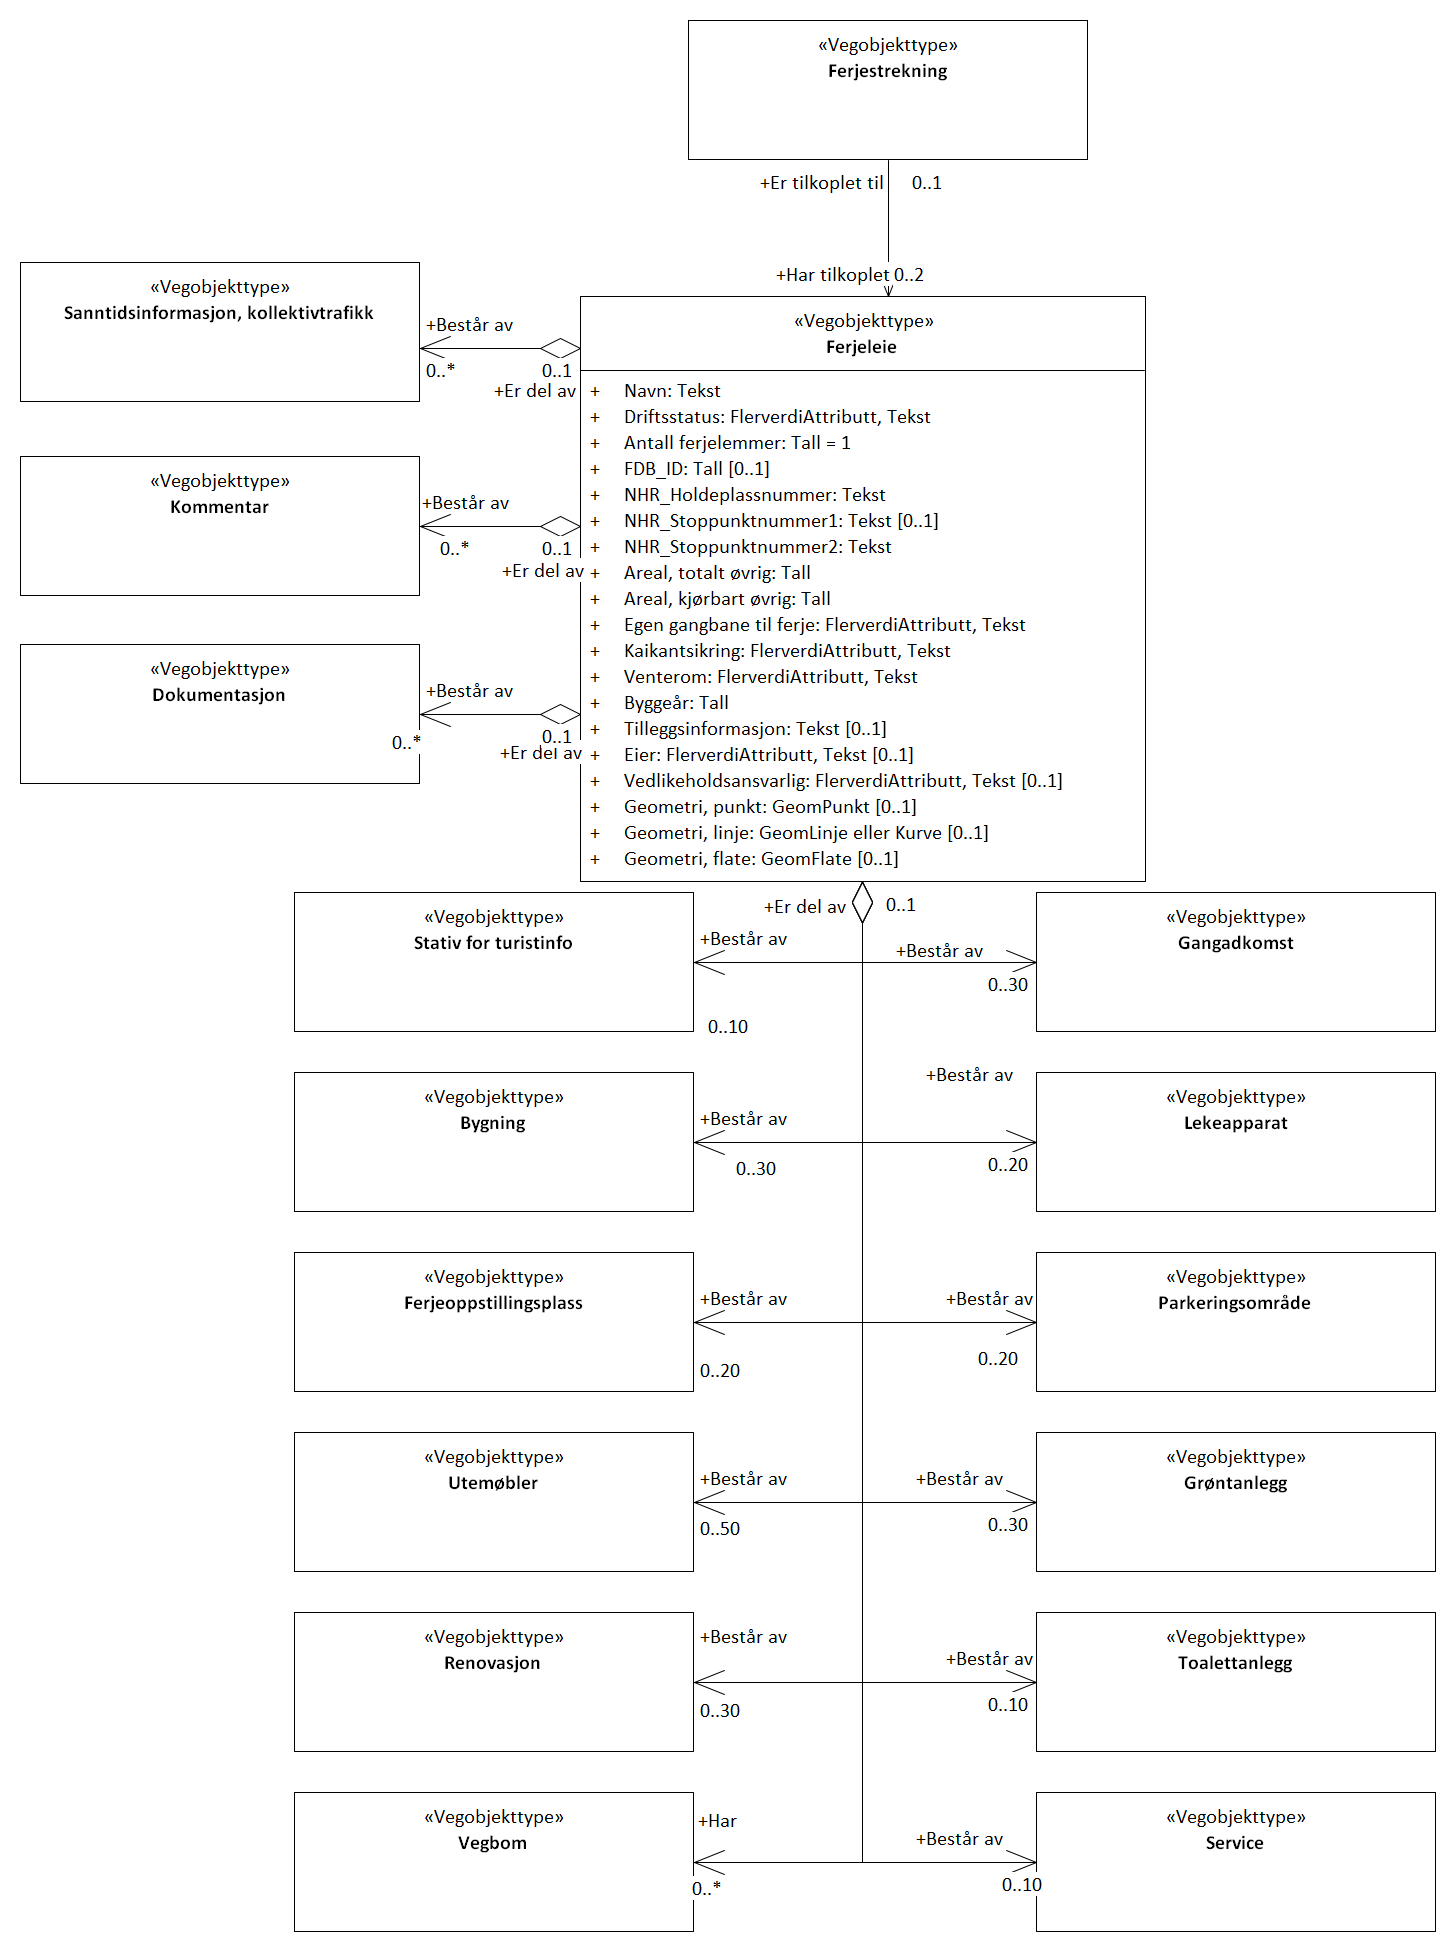 «Vegobjekttype»
Ferjestrekning
+Er tilkoplet til 0..1
+Har tilkoplet 0..2
«Vegobjekttype»
Sanntidsinformasjon, kollektivtrafikk
+Består av
0..*
0..1
+Er del av
«Vegobjekttype»
Kommentar
+Består av
0..*
0..1
+Er del av
«Vegobjekttype»
Dokumentasjon
+Består av
0..*
0..1
+Er del av
«Vegobjekttype»
Ferjeleie
+ Navn: Tekst
+ Driftsstatus: FlerverdiAttributt, Tekst
+ Antall ferjelemmer: Tall = 1
+ FDB_ID: Tall [0..1]
+ NHR_Holdeplassnummer: Tekst
+ NHR_Stoppunktnummer1: Tekst [0..1]
+ NHR_Stoppunktnummer2: Tekst
+ Areal, totalt øvrig: Tall
+ Areal, kjørbart øvrig: Tall
+ Egen gangbane til ferje: FlerverdiAttributt, Tekst
+ Kaikantsikring: FlerverdiAttributt, Tekst
+ Venterom: FlerverdiAttributt, Tekst
+ Byggeår: Tall
+ Tilleggsinformasjon: Tekst [0..1]
+ Eier: FlerverdiAttributt, Tekst [0..1]
+ Vedlikeholdsansvarlig: FlerverdiAttributt, Tekst [0..1]
+ Geometri, punkt: GeomPunkt [0..1]
+ Geometri, linje: GeomLinje eller Kurve [0..1]
+ Geometri, flate: GeomFlate [0..1]
+Er del av 0..1
«Vegobjekttype»
Stativ for turistinfo
+Består av
0..10
«Vegobjekttype»
Gangadkomst
+Består av
0..30
«Vegobjekttype»
Bygning
+Består av
0..30
«Vegobjekttype»
Lekeapparat
+Består av
0..20
«Vegobjekttype»
Ferjeoppstillingsplass
+Består av
0..20
«Vegobjekttype»
Parkeringsområde
+Består av
0..20
«Vegobjekttype»
Utemøbler
+Består av
0..50
«Vegobjekttype»
Grøntanlegg
+Består av
0..30
«Vegobjekttype»
Renovasjon
+Består av
0..30
«Vegobjekttype»
Toalettanlegg
+Består av
0..10
«Vegobjekttype»
Vegbom
+Har
0..*
«Vegobjekttype»
Service
+Består av
0..10